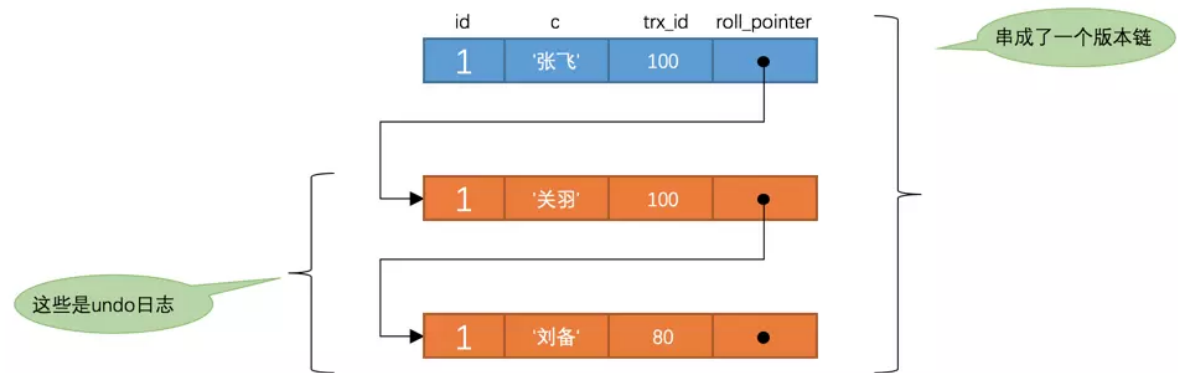 id c trx_id roll_pointer
串成了一个版本链
1 '张飞' 100
1 '关羽' 100
这些是undo日志
1 '刘备' 80